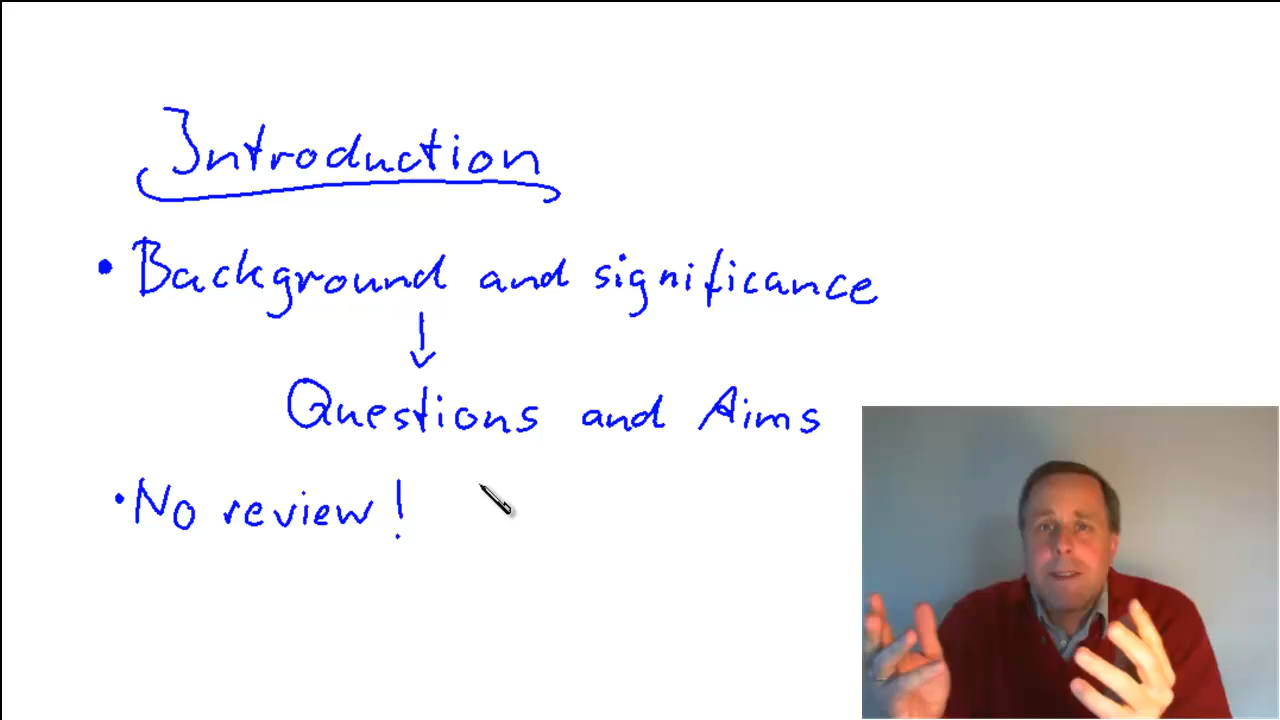 Introduction
• Background and significance
↓
Questions and Aims
• No review!